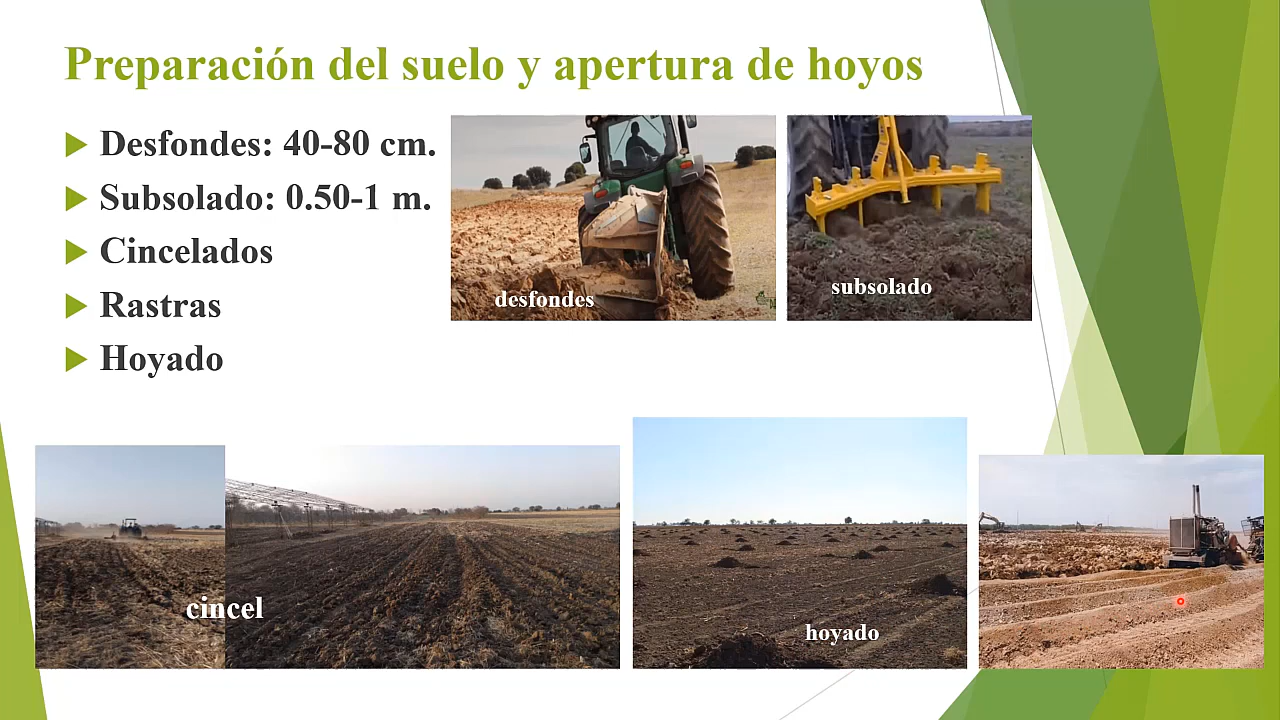 Preparación del suelo y apertura de hoyos
Desfondes: 40-80 cm.
Subsolado: 0.50-1 m.
Cincelados
Rastras
Hoyado
desfondes
subsolado
cincel
hoyado